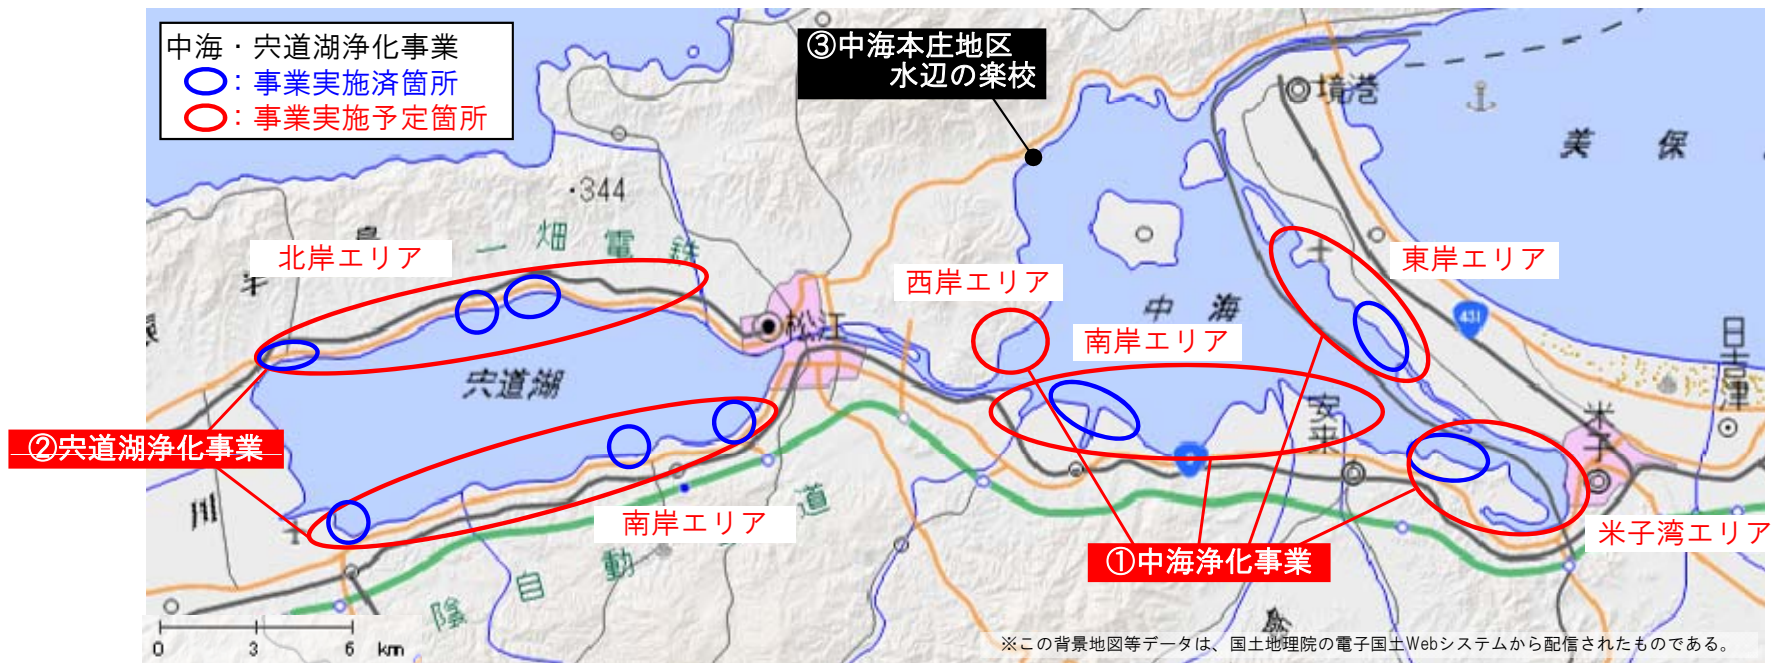 中海・宍道湖浄化事業
：事業実施済箇所
：事業実施予定箇所
③中海本庄地区
水辺の楽校
境巷
美 保
・344
一 畑 電 鉄
北岸エリア
東岸エリア
西岸エリア
中 海
431
松江
南岸エリア
日吉津
宍道湖
安来
米子
②宍道湖浄化事業
9
川
南岸エリア
道
米子湾エリア
①中海浄化事業
動
自
陰
0 3 6 km
※この背景地図等データは、国土地理院の電子国土Webシステムから配信されたものである。